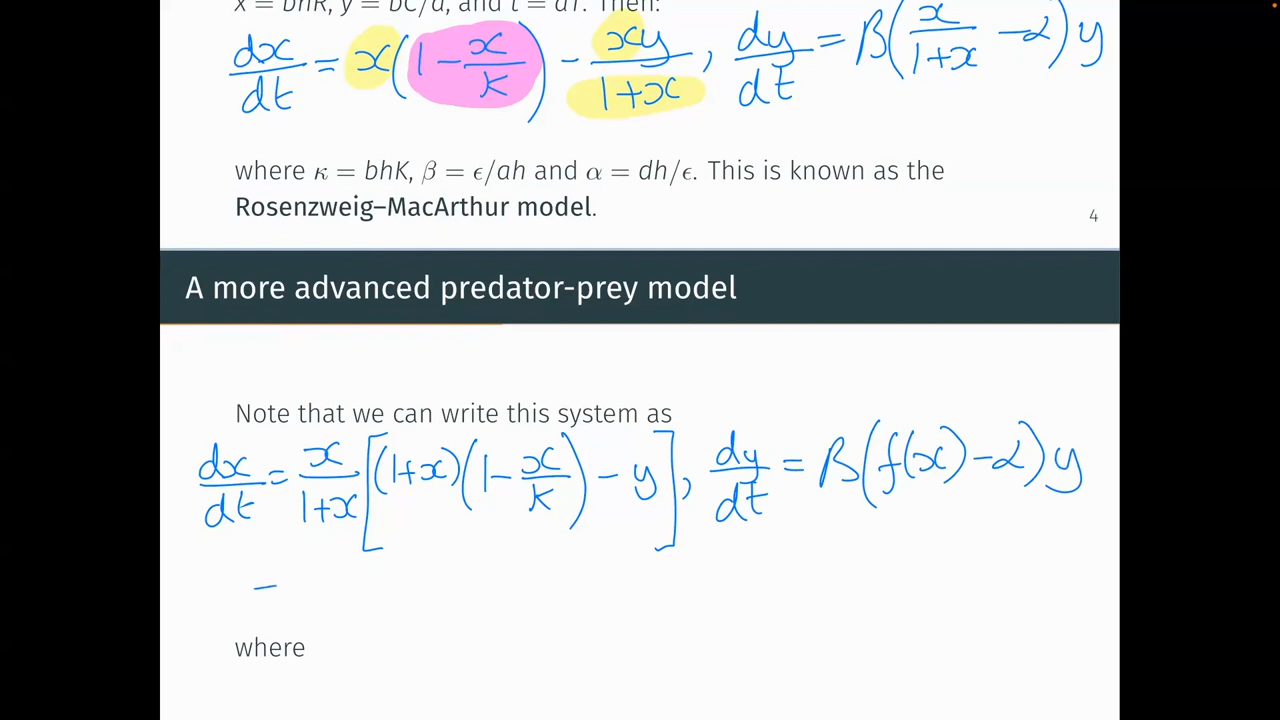 x = bhR, y = bC/a, and t = aT. Then:
dx/dt = x(1 - x/κ) - xy/1+x, dy/dt = β(x/1+x - α)y
where κ = bhK, β = ϵ/ah and α = dh/ϵ. This is known as the
Rosenzweig–MacArthur model.
4
A more advanced predator-prey model
Note that we can write this system as
dx/dt = x/1+x [(1+x)(1 - x/κ) - y], dy/dt = β(f(x) - α)y
where